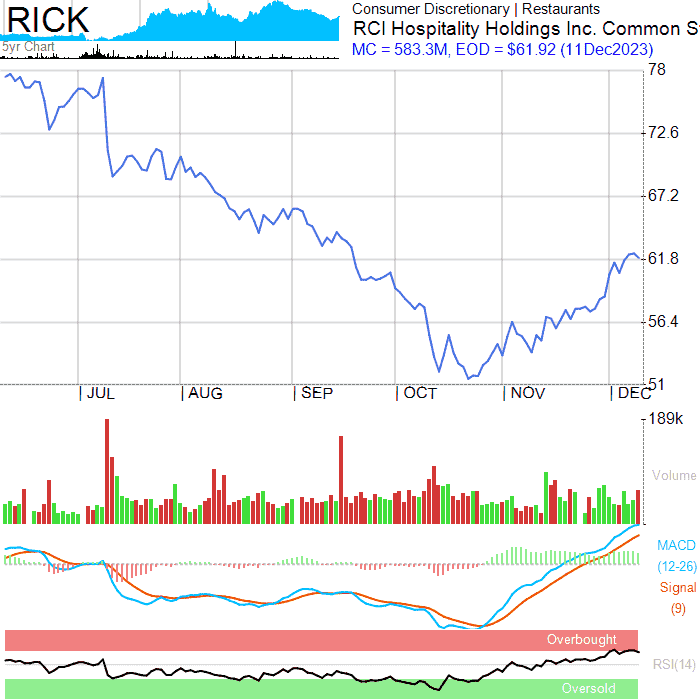 RICK
5yr Chart
Consumer Discretionary | Restaurants
RCI Hospitality Holdings Inc. Common S
MC = 583.3M, EOD = $61.92 (11Dec2023)
78
72.6
67.2
61.8
56.4
51
JUL AUG SEP OCT NOV DEC
189k
Volume
MACD
(12-26)
Signal
(9)
Overbought
RSI(14)
Oversold